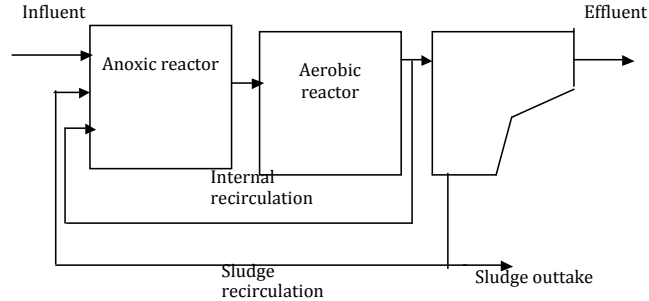 Influent
Effluent
Anoxic reactor
Aerobic
reactor
Internal
recirculation
Sludge
recirculation
Sludge outtake